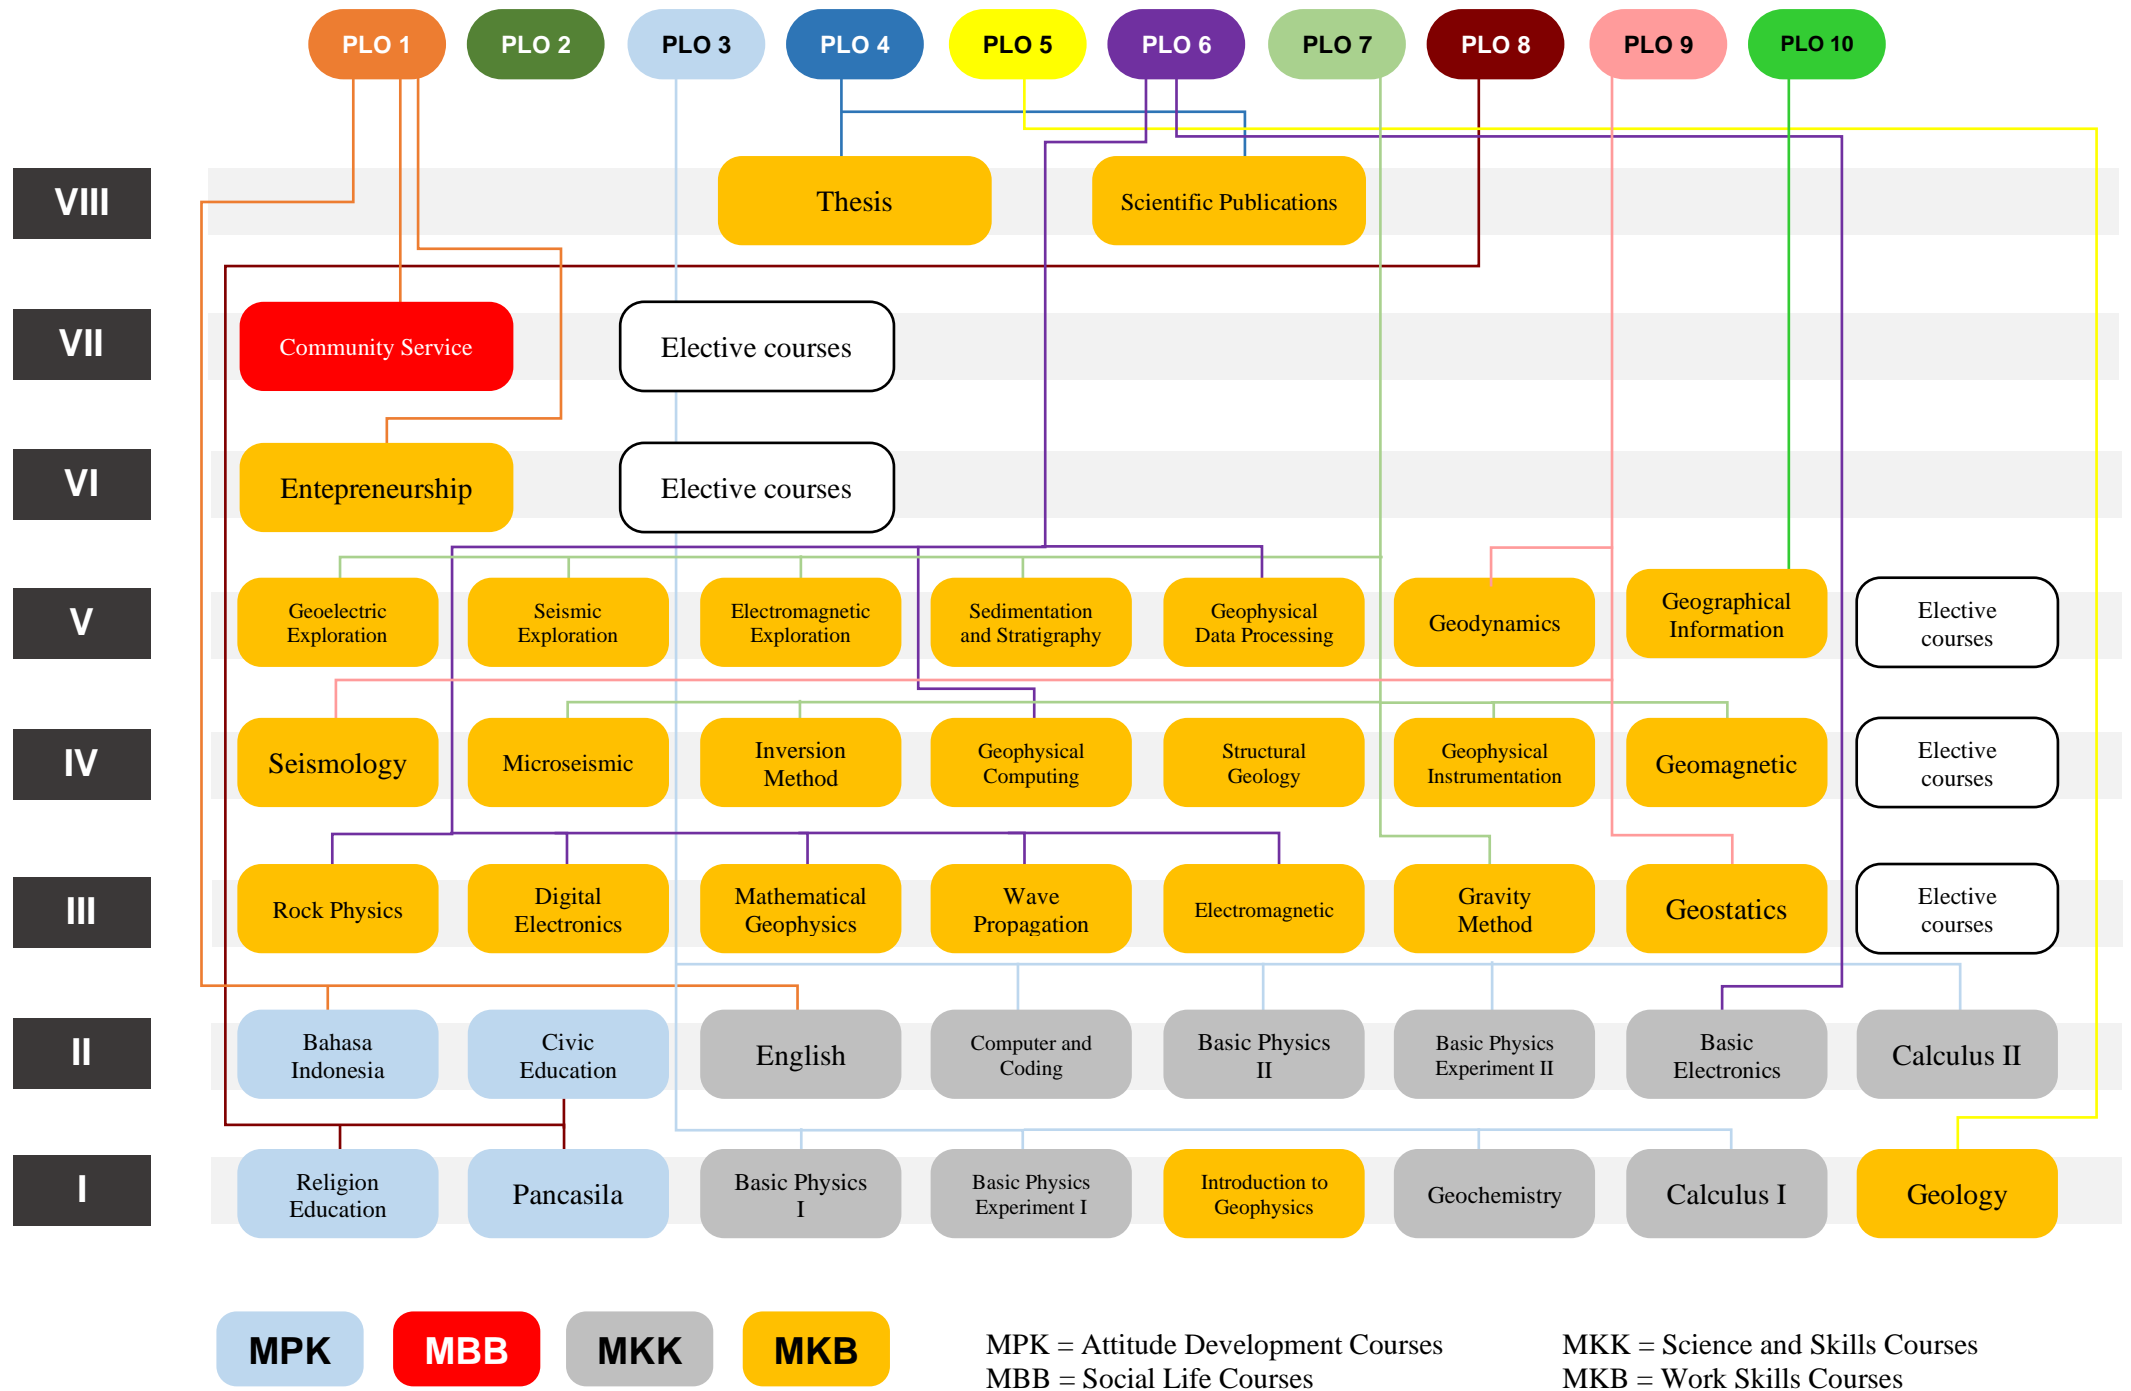 PLO 1
PLO 2
PLO 3
PLO 4
PLO 5
PLO 6
PLO 7
PLO 8
PLO 9
PLO 10
VIII
Thesis
Scientific Publications
VII
Community Service
Elective courses
VI
Entepreneurship
Elective courses
V
Geoelectric
Exploration
Seismic
Exploration
Electromagnetic
Exploration
Sedimentation
and Stratigraphy
Geophysical
Data Processing
Geodynamics
Geographical
Information
Elective
courses
IV
Seismology
Microseismic
Inversion
Method
Geophysical
Computing
Structural
Geology
Geophysical
Instrumentation
Geomagnetic
Elective
courses
III
Rock Physics
Digital
Electronics
Mathematical
Geophysics
Wave
Propagation
Electromagnetic
Gravity
Method
Geostatics
Elective
courses
II
Bahasa
Indonesia
Civic
Education
English
Computer and
Coding
Basic Physics
II
Basic Physics
Experiment II
Basic
Electronics
Calculus II
I
Religion
Education
Pancasila
Basic Physics
I
Basic Physics
Experiment I
Introduction to
Geophysics
Geochemistry
Calculus I
Geology
MPK
MBB
MKK
MKB
MPK = Attitude Development Courses
MBB = Social Life Courses
MKK = Science and Skills Courses
MKB = Work Skills Courses